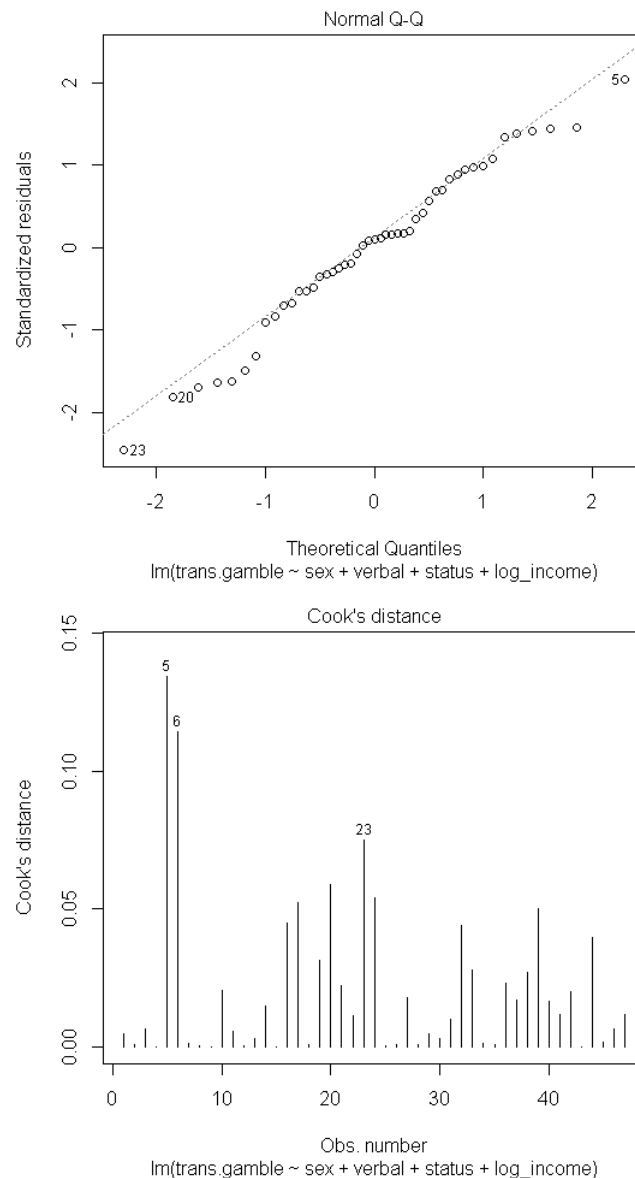 Normal Q-Q
Standardized residuals
2
1
0
-1
-2
5
20
23
-2 -1 0 1 2
Theoretical Quantiles
lm(trans.gamble ~ sex + verbal + status + log_income)
Cook's distance
Cook's distance
0.15
0.10
0.05
0.00
5
6
23
0 10 20 30 40
Obs. number
lm(trans.gamble ~ sex + verbal + status + log_income)